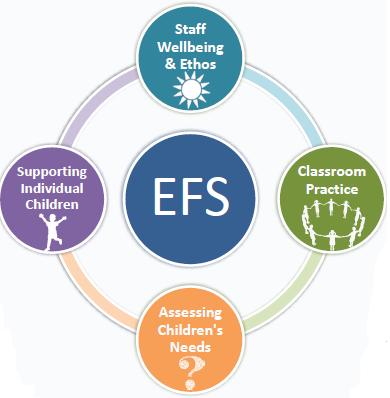 Staff
Wellbeing
& Ethos
Supporting
Individual
Children
EFS
Classroom
Practice
Assessing
Children's
Needs
?